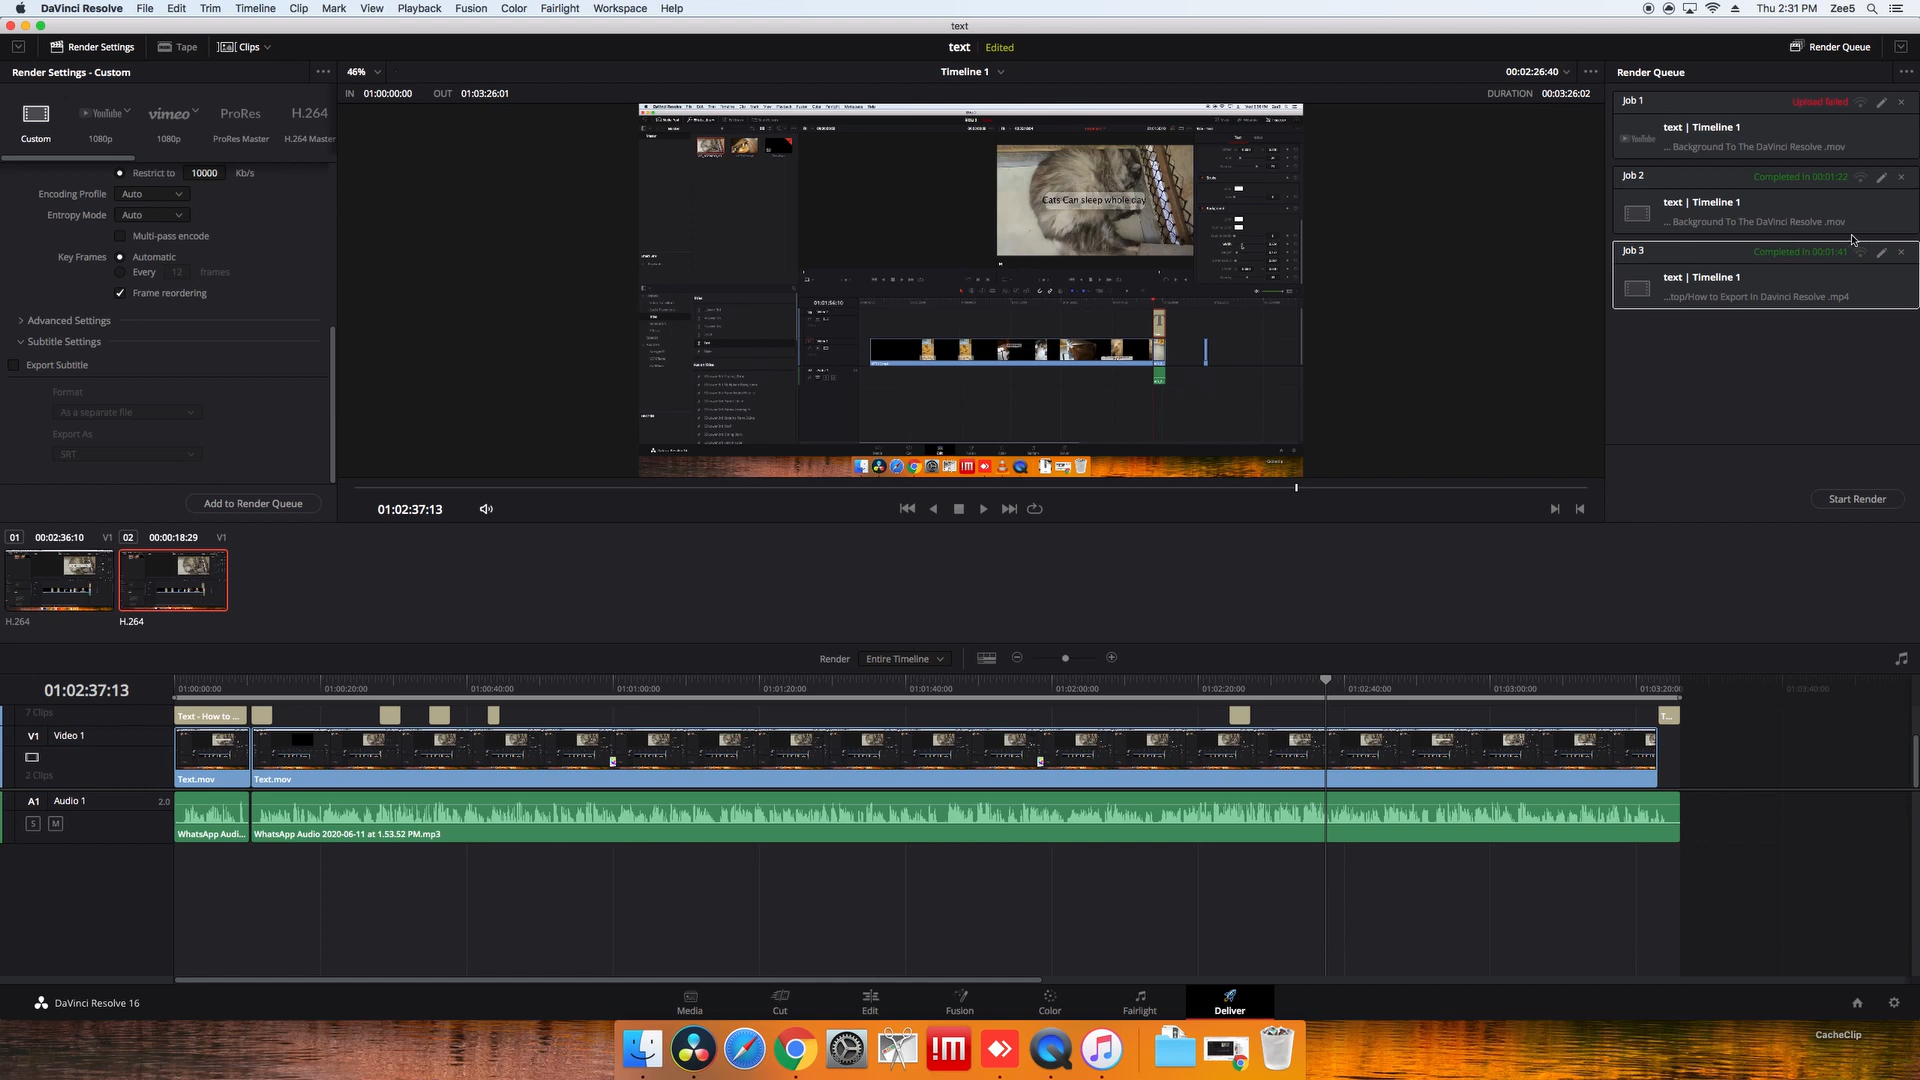 DaVinci Resolve File Edit Trim Timeline Clip Mark View Playback Fusion Color Fairlight Workspace Help Thu 2:31 PM Zee5
text
Render Settings Tape Clips text Edited Render Queue
Render Settings - Custom 46% Timeline 1 00:02:26:40 Render Queue
IN 01:00:00:00 OUT 01:03:26:01 DURATION 00:03:26:02
YouTube vimeo ProRes H.264
Custom 1080p 1080p ProRes Master H.264 Master
Restrict to 10000 Kb/s
Encoding Profile Auto
Entropy Mode Auto
Multi-pass encode
Key Frames Automatic
Every 12 frames
Frame reordering
Advanced Settings
Subtitle Settings
Export Subtitle
Format
As a separate file
Export As
SRT
Add to Render Queue
Cats Can sleep whole day
Job 1 Upload failed
YouTube text | Timeline 1
... Background To The DaVinci Resolve .mov
Job 2 Completed in 00:01:22
text | Timeline 1
... Background To The DaVinci Resolve .mov
Job 3 Completed in 00:01:41
text | Timeline 1
...top/How to Export In Davinci Resolve .mp4
Start Render
01:02:37:13
01 00:02:36:10 V1 02 00:00:18:29 V1
H.264 H.264
Render Entire Timeline
01:02:37:13 01:00:00:00 01:00:20:00 01:00:40:00 01:01:00:00 01:01:20:00 01:01:40:00 01:02:00:00 01:02:20:00 01:02:40:00 01:03:00:00 01:03:20:00 01:03:40:00
7 Clips Text - How to ... T...
V1 Video 1
2 Clips Text.mov Text.mov
A1 Audio 1 2.0
S M WhatsApp Audi... WhatsApp Audio 2020-06-11 at 1.53.52 PM.mp3
DaVinci Resolve 16 Media Cut Edit Fusion Color Fairlight Deliver
CacheClip